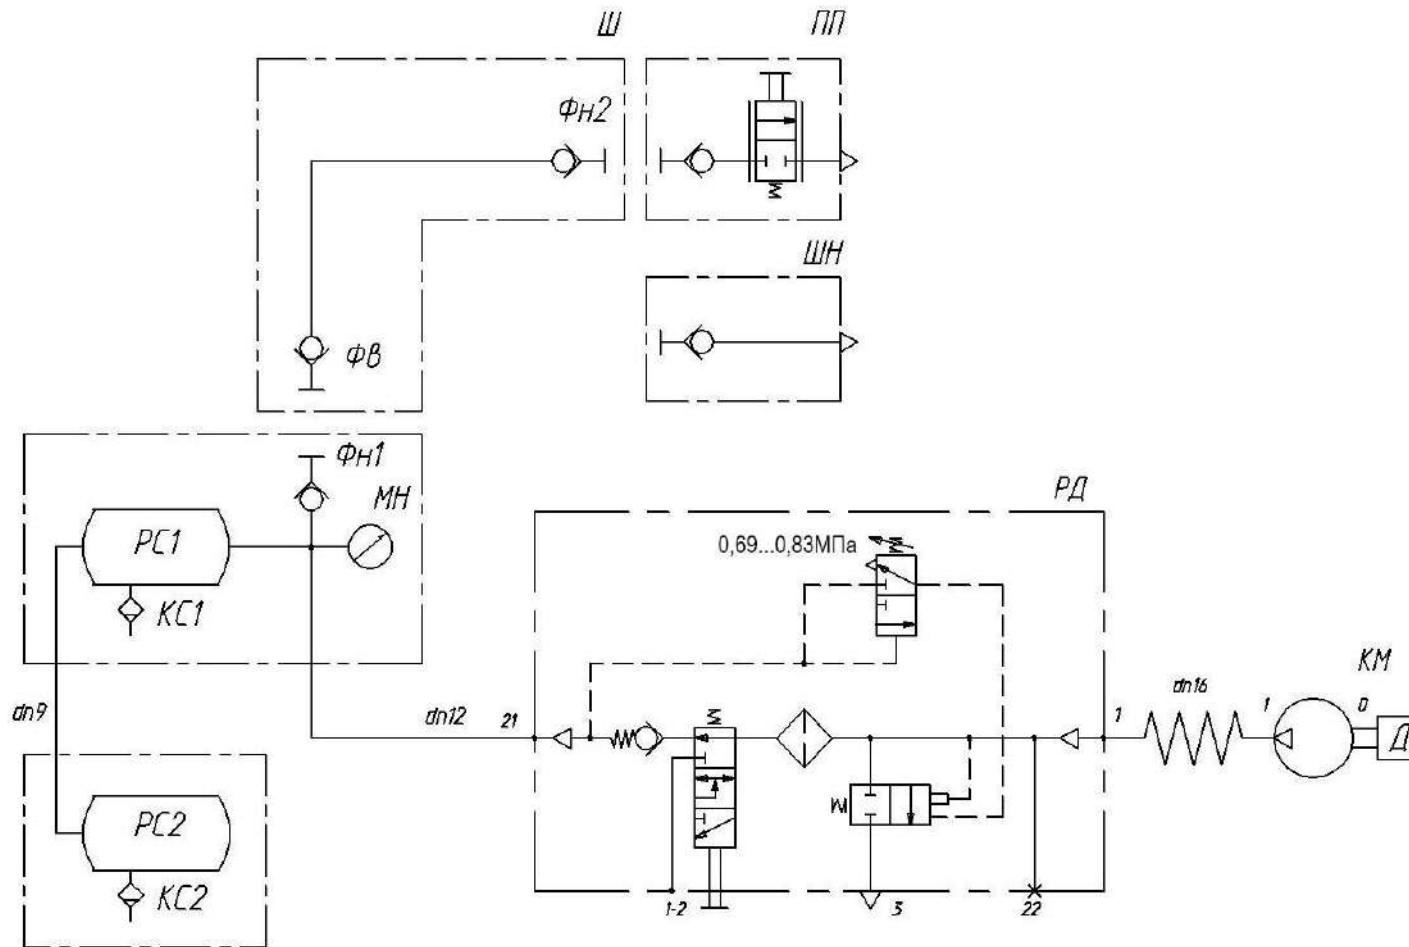 Ш
ПП
Фн2
ШН
Фв
Фн1
МН
РС1
КС1
РД
0,69...0,83МПа
КМ
dn9
dn12
21
1
dn16
1
0
Д
РС2
КС2
1-2
3
22